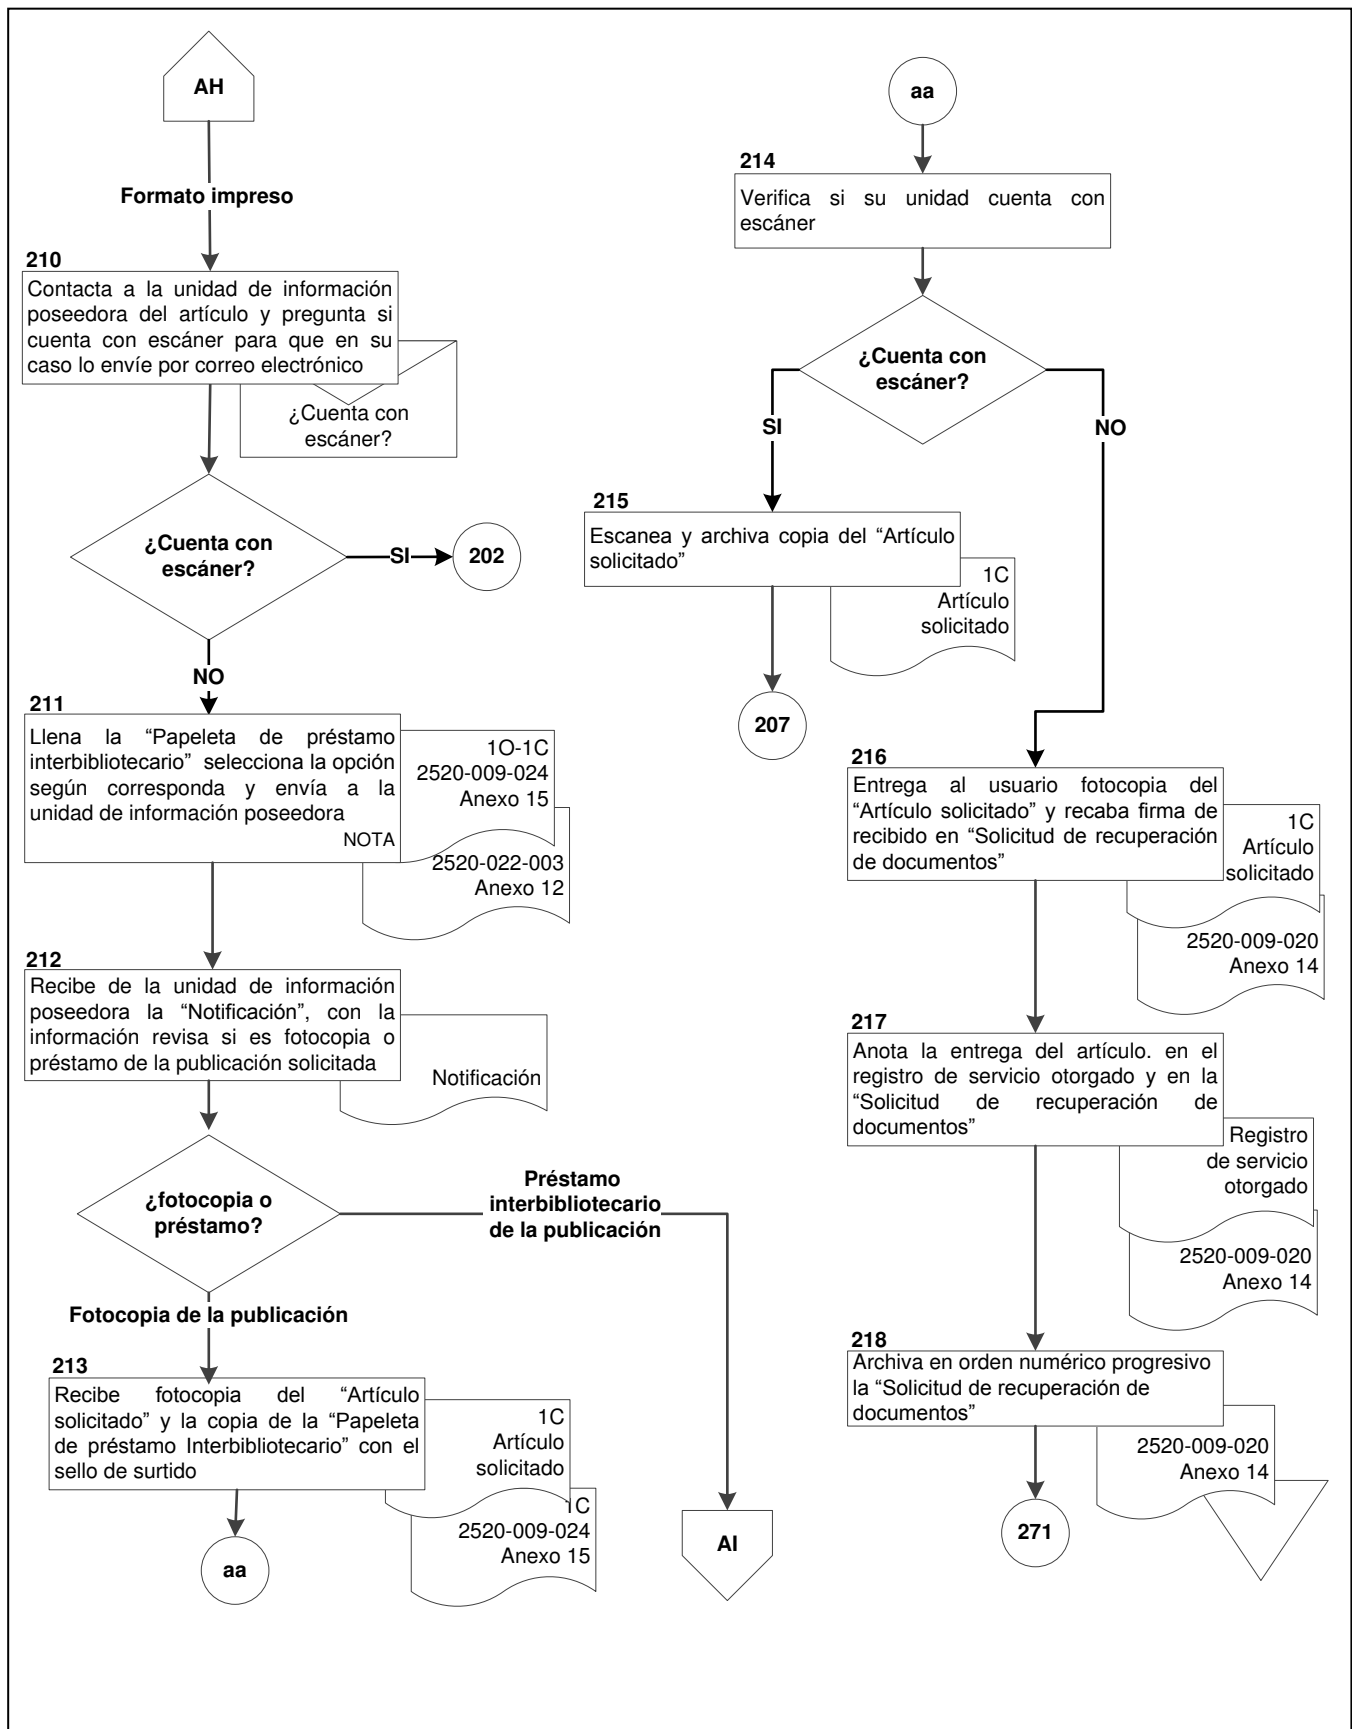 AH
Formato impreso
210
Contacta a la unidad de información
poseedora del artículo y pregunta si
cuenta con escáner para que en su
caso lo envíe por correo electrónico
¿Cuenta con
escáner?
¿Cuenta con
escáner?
SI
202
NO
211
Llena la “Papeleta de préstamo
interbibliotecario” selecciona la opción
según corresponda y envía a la
unidad de información poseedora
NOTA
1O-1C
2520-009-024
Anexo 15
2520-022-003
Anexo 12
212
Recibe de la unidad de información
poseedora la “Notificación”, con la
información revisa si es fotocopia o
préstamo de la publicación solicitada
Notificación
¿fotocopia o
préstamo?
Préstamo
interbibliotecario
de la publicación
Fotocopia de la publicación
213
Recibe fotocopia del “Artículo
solicitado” y la copia de la “Papeleta
de préstamo Interbibliotecario” con el
sello de surtido
1C
Artículo
solicitado
1C
2520-009-024
Anexo 15
aa
AI
aa
214
Verifica si su unidad cuenta con
escáner
¿Cuenta con
escáner?
SI
NO
215
Escanea y archiva copia del “Artículo
solicitado”
1C
Artículo
solicitado
207
216
Entrega al usuario fotocopia del
“Artículo solicitado” y recaba firma de
recibido en “Solicitud de recuperación
de documentos”
1C
Artículo
solicitado
2520-009-020
Anexo 14
217
Anota la entrega del artículo. en el
registro de servicio otorgado y en la
“Solicitud de recuperación de
documentos”
Registro
de servicio
otorgado
2520-009-020
Anexo 14
218
Archiva en orden numérico progresivo
la “Solicitud de recuperación de
documentos”
2520-009-020
Anexo 14
271